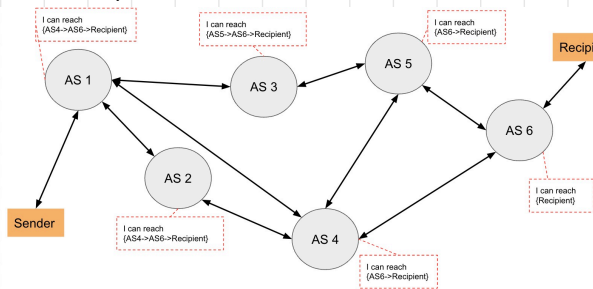 I can reach
{AS4->AS6->Recipient}
I can reach
{AS5->AS6->Recipient}
I can reach
{AS6->Recipient}
AS 1
AS 3
AS 5
AS 6
AS 2
AS 4
Sender
I can reach
{AS4->AS6->Recipient}
I can reach
{AS6->Recipient}
I can reach
{Recipient}